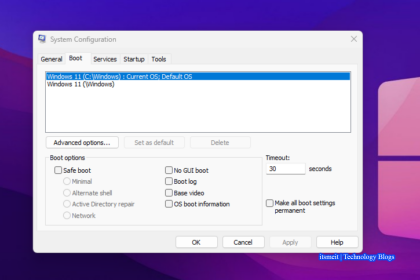 System Configuration
General Boot Services Startup Tools
Windows 11 (C:\Windows) : Current OS; Default OS
Windows 11 (\Windows)
Advanced options... Set as default Delete
Boot options
Timeout:
Safe boot No GUI boot 30 seconds
Minimal Boot log
Alternate shell Base video
Active Directory repair OS boot information Make all boot settings
permanent
Network
OK Cancel Apply Help
itsmeit | Technology Blogs